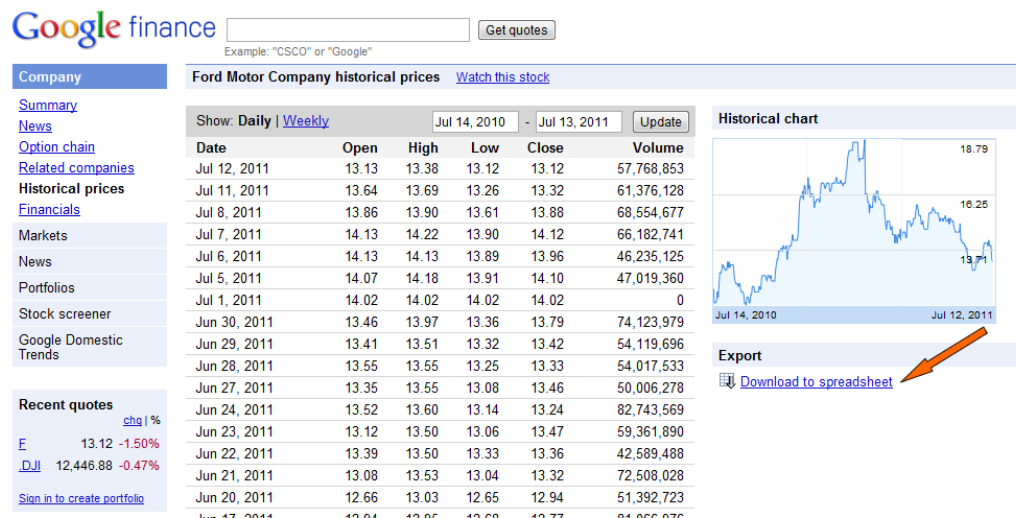 Google finance
Get quotes
Example: "CSCO" or "Google"
Company
Summary
News
Option chain
Related companies
Historical prices
Financials
Markets
News
Portfolios
Stock screener
Google Domestic
Trends
Recent quotes
chg | %
F 13.12 -1.50%
.DJI 12,446.88 -0.47%
Sign in to create portfolio
Ford Motor Company historical prices Watch this stock
Show: Daily | Weekly Jul 14, 2010 - Jul 13, 2011 Update
Date Open High Low Close Volume
Jul 12, 2011 13.13 13.38 13.12 13.12 57,768,853
Jul 11, 2011 13.64 13.69 13.26 13.32 61,376,128
Jul 8, 2011 13.86 13.90 13.61 13.88 68,554,677
Jul 7, 2011 14.13 14.22 13.90 14.12 66,182,741
Jul 6, 2011 14.13 14.13 13.89 13.96 46,235,125
Jul 5, 2011 14.07 14.18 13.91 14.10 47,019,360
Jul 1, 2011 14.02 14.02 14.02 14.02 0
Jun 30, 2011 13.46 13.97 13.36 13.79 74,123,979
Jun 29, 2011 13.41 13.51 13.32 13.42 54,119,696
Jun 28, 2011 13.55 13.55 13.25 13.33 54,017,533
Jun 27, 2011 13.35 13.55 13.08 13.46 50,006,278
Jun 24, 2011 13.52 13.60 13.14 13.24 82,743,569
Jun 23, 2011 13.12 13.50 13.06 13.47 59,361,890
Jun 22, 2011 13.39 13.50 13.33 13.36 42,589,488
Jun 21, 2011 13.08 13.53 13.04 13.32 72,508,028
Jun 20, 2011 12.66 13.03 12.65 12.94 51,392,723
Historical chart
18.79
16.25
13.71
Jul 14, 2010 Jul 12, 2011
Export
Download to spreadsheet